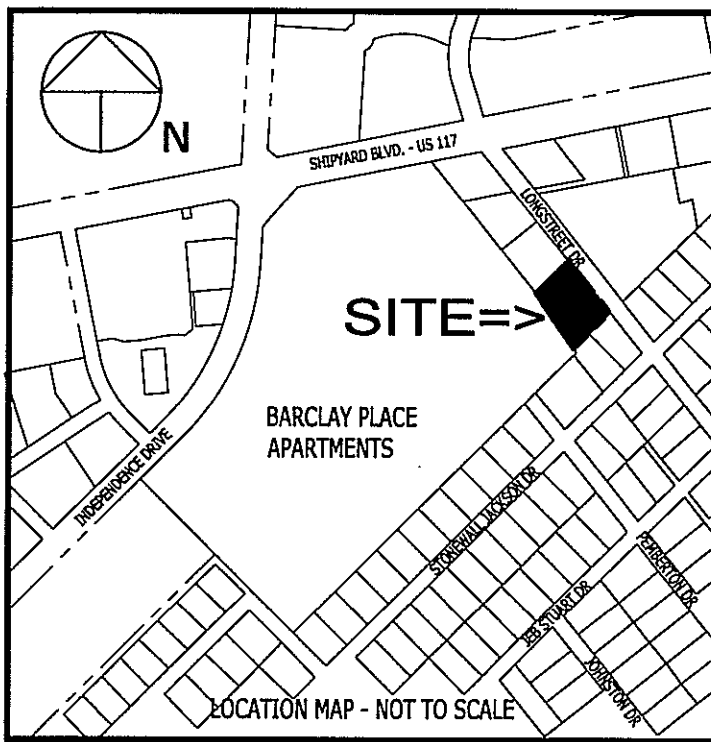 N
SHIPYARD BLVD. - US 117
LONGSTREET DR
SITE=>
BARCLAY PLACE
APARTMENTS
INDEPENDENCE DRIVE
STONEWALL JACKSON DR
PEMBERTON DR
JEB STUART DR
JOHNSTON DR
LOCATION MAP - NOT TO SCALE